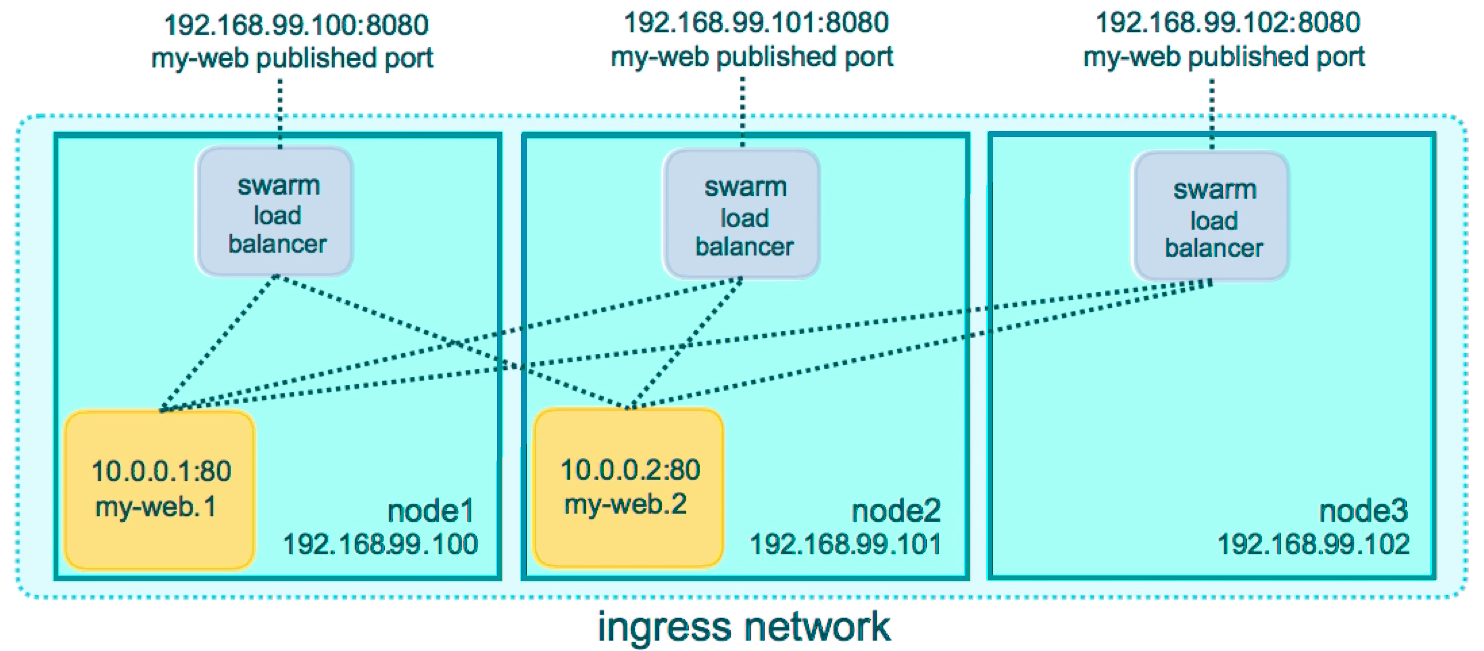 192.168.99.100:8080
my-web published port
192.168.99.101:8080
my-web published port
192.168.99.102:8080
my-web published port
swarm
load
balancer
swarm
load
balancer
swarm
load
balancer
10.0.0.1:80
my-web.1
node1
192.168.99.100
10.0.0.2:80
my-web.2
node2
192.168.99.101
node3
192.168.99.102
ingress network